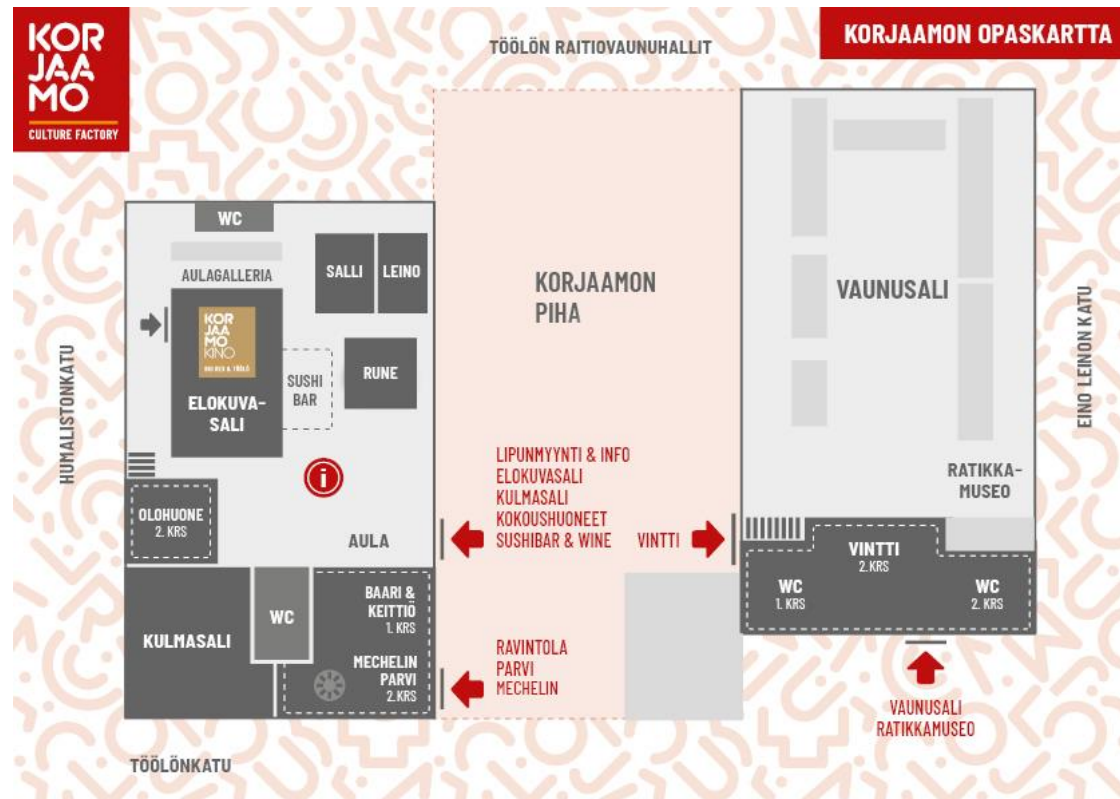 KOR
JAA
MO
CULTURE FACTORY
TÖÖLÖN RAITIOVAUNUHALLIT
KORJAAMON OPASKARTTA
HUMALISTONKATU
WC
AULAGALLERIA
SALLI
LEINO
KOR
JAA
MO
KINO
ELOKUVA-
SALI
SUSHI
BAR
RUNE
i
OLOHUONE
2. KRS
AULA
KULMASALI
WC
BAARI &
KEITTIÖ
1. KRS
MECHELIN
PARVI
2. KRS
KORJAAMON
PIHA
LIPUNMYYNTI & INFO
ELOKUVASALI
KULMASALI
KOKOUSHUONEET
SUSHIBAR & WINE
VINTTI
RAVINTOLA
PARVI
MECHELIN
VAUNUSALI
RATIKKA-
MUSEO
VINTTI
2. KRS
WC
1. KRS
WC
2. KRS
EINO LEINON KATU
VAUNUSALI
RATIKKAMUSEO
TÖÖLÖNKATU